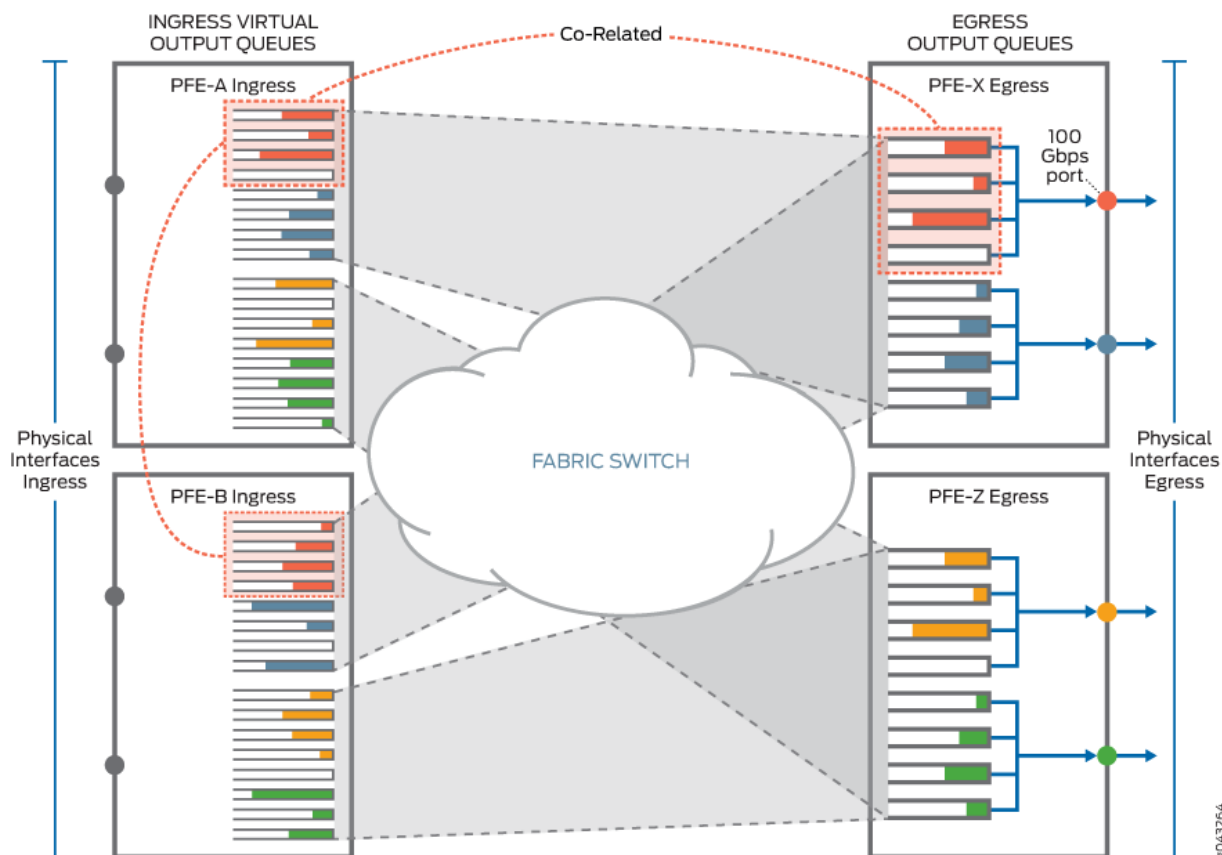 INGRESS VIRTUAL
OUTPUT QUEUES
Co-Related
EGRESS
OUTPUT QUEUES
PFE-A Ingress
PFE-X Egress
100
Gbps
port
Physical
Interfaces
Ingress
FABRIC SWITCH
Physical
Interfaces
Egress
PFE-B Ingress
PFE-Z Egress
g043264